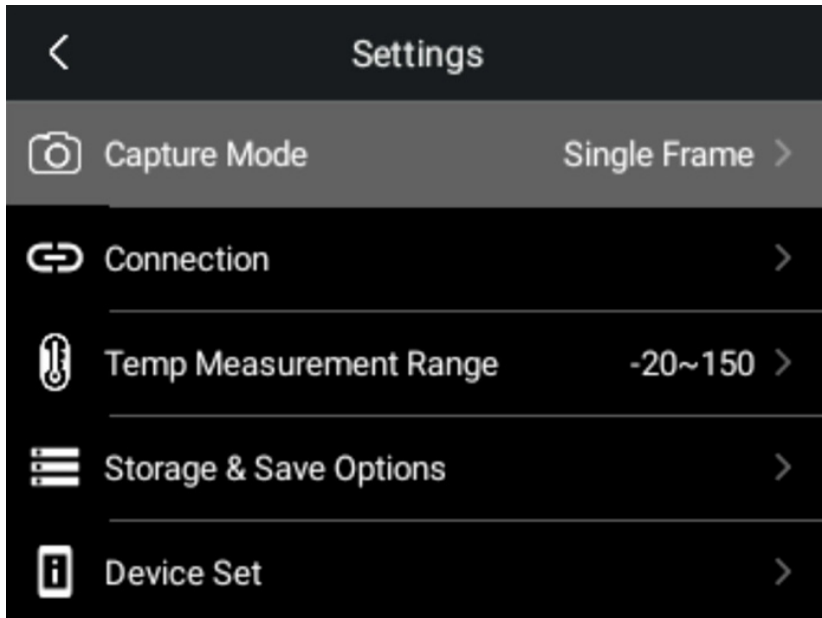 Settings
Capture Mode Single Frame
Connection
Temp Measurement Range -20~150
Storage & Save Options
Device Set